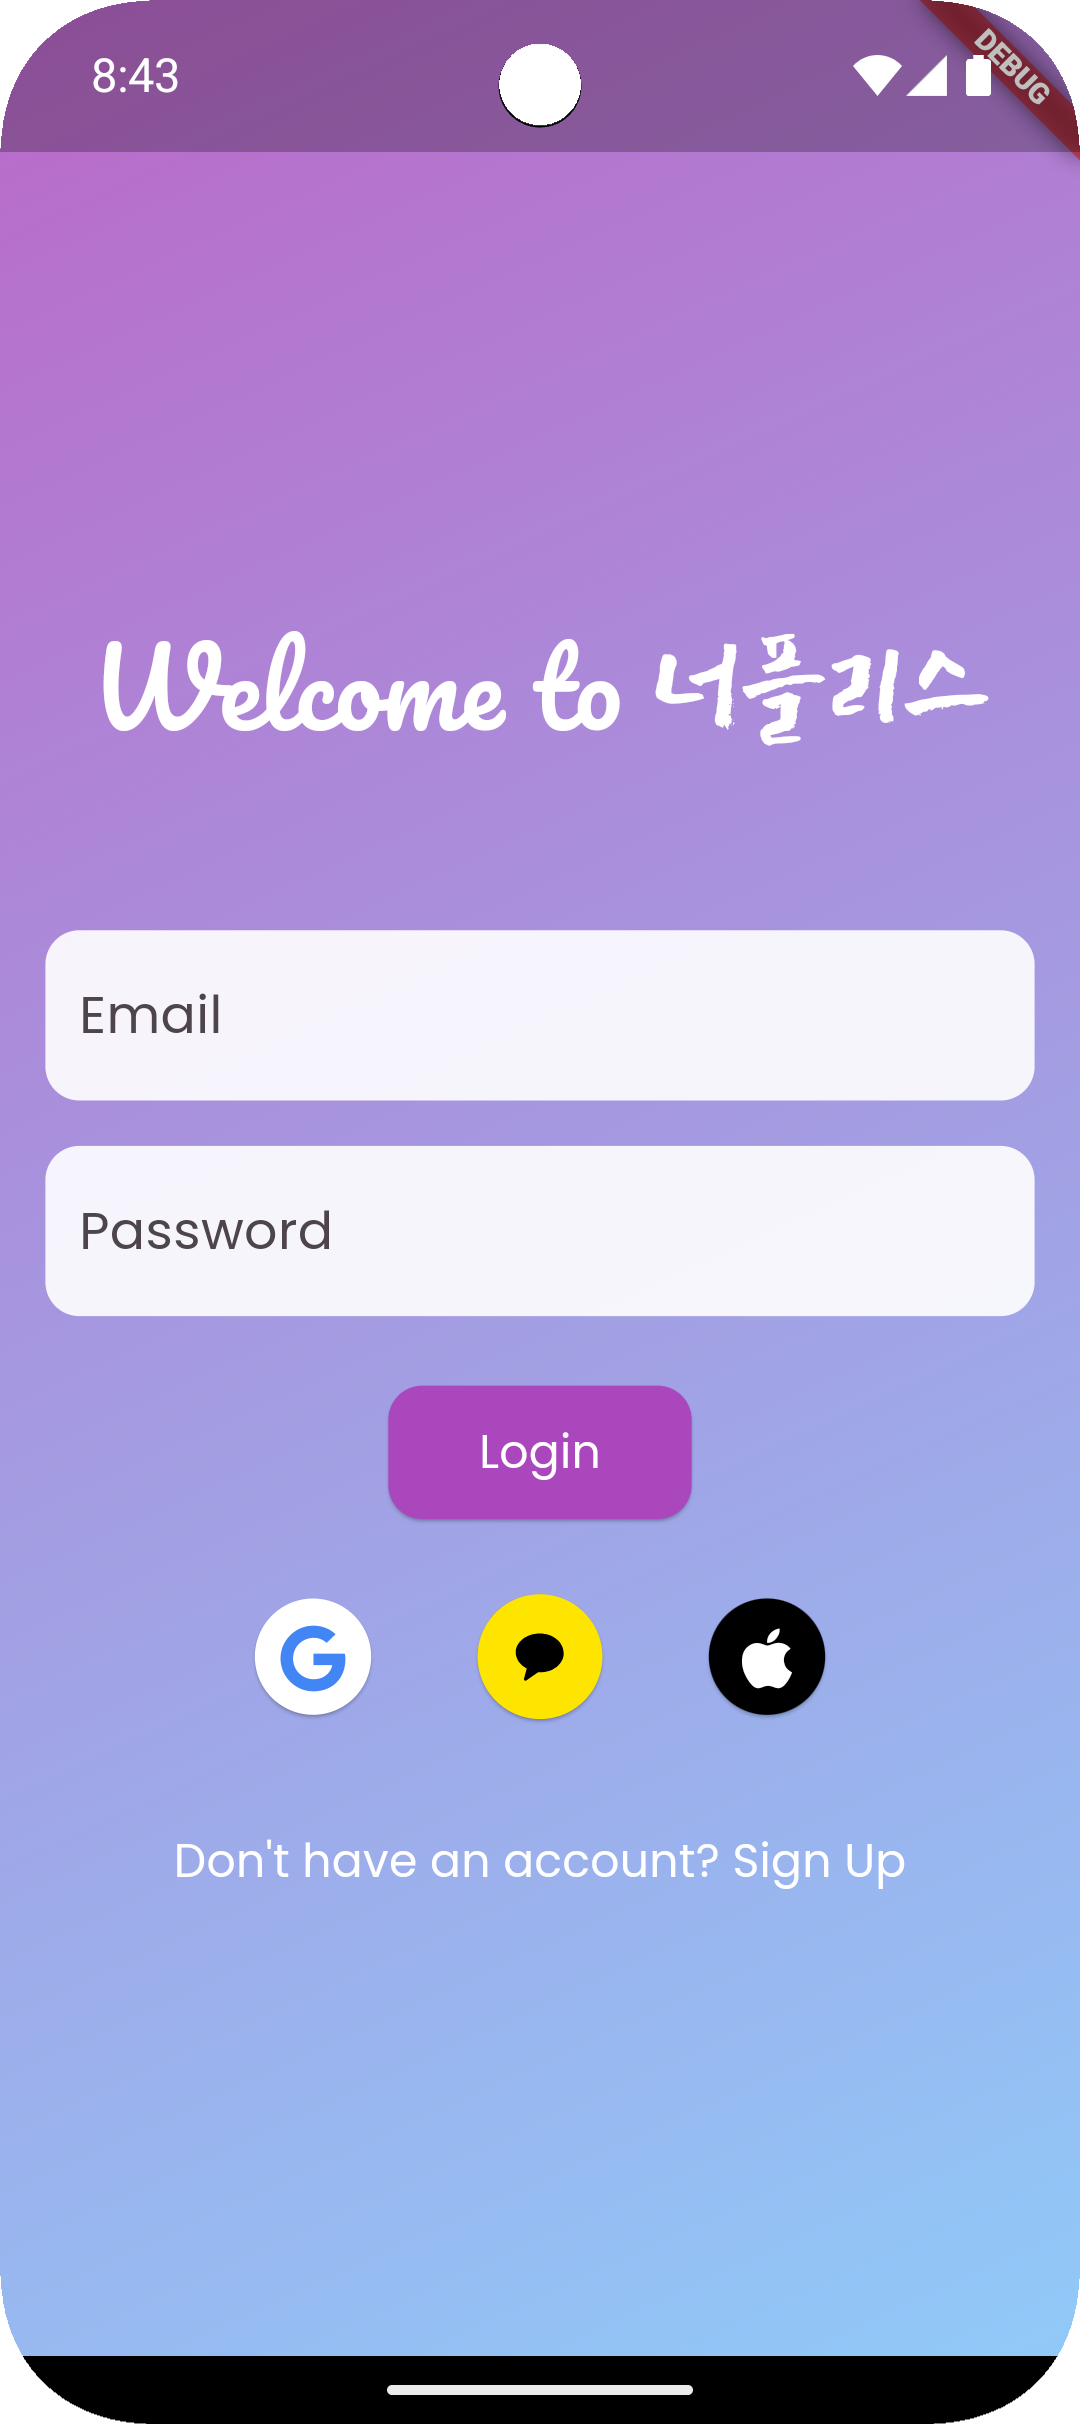 8:43
DEBUG
Welcome to 너플리스
Email
Password
Login
Don't have an account? Sign Up